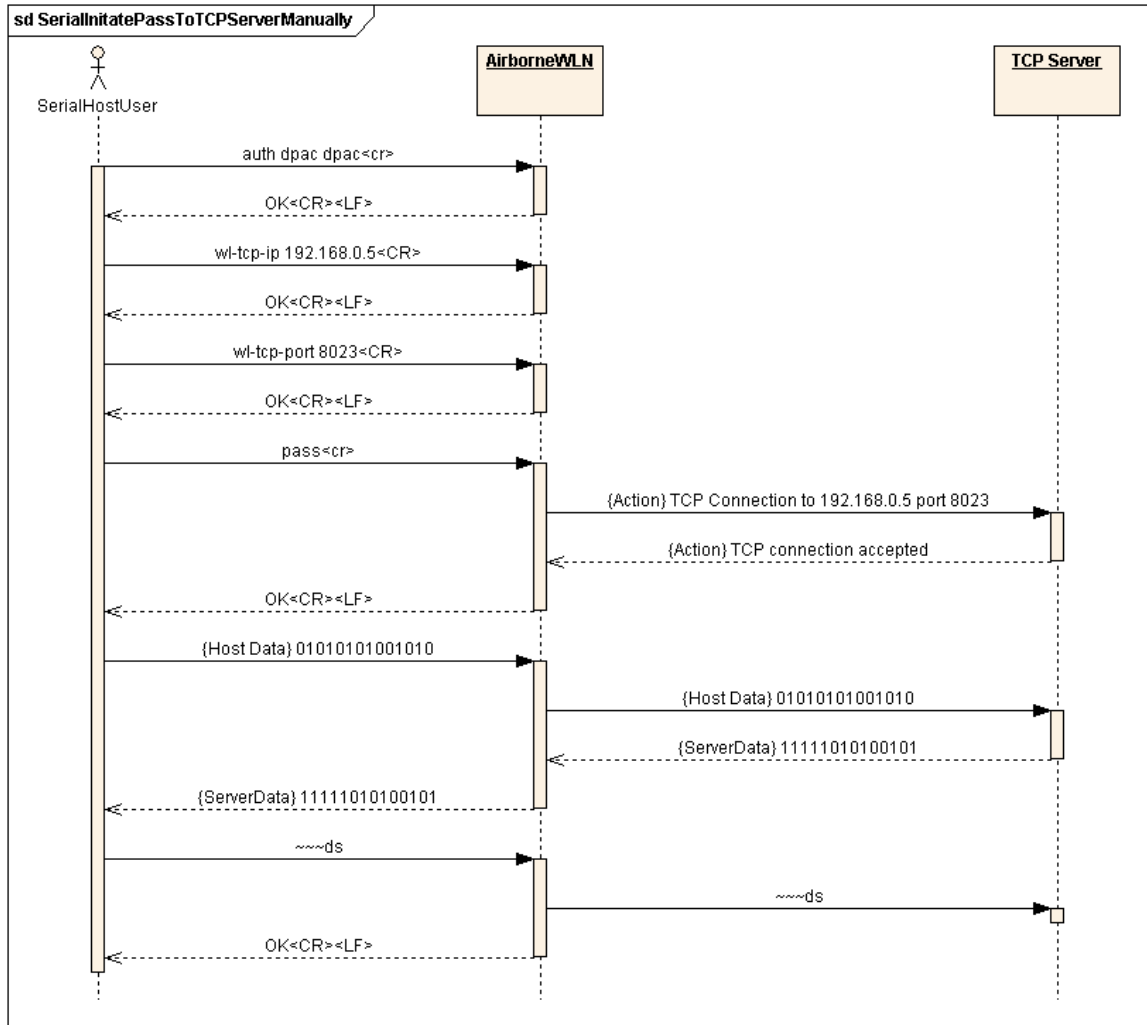 sd SerialInitatePassToTCPServerManually
SerialHostUser
AirborneWLN
TCP Server
auth dpac dpac<cr>
OK<CR><LF>
wl-tcp-ip 192.168.0.5<CR>
OK<CR><LF>
wl-tcp-port 8023<CR>
OK<CR><LF>
pass<cr>
{Action} TCP Connection to 192.168.0.5 port 8023
{Action} TCP connection accepted
OK<CR><LF>
{Host Data} 01010101001010
{Host Data} 01010101001010
{ServerData} 11111010100101
{ServerData} 11111010100101
~~~ds
~~~ds
OK<CR><LF>